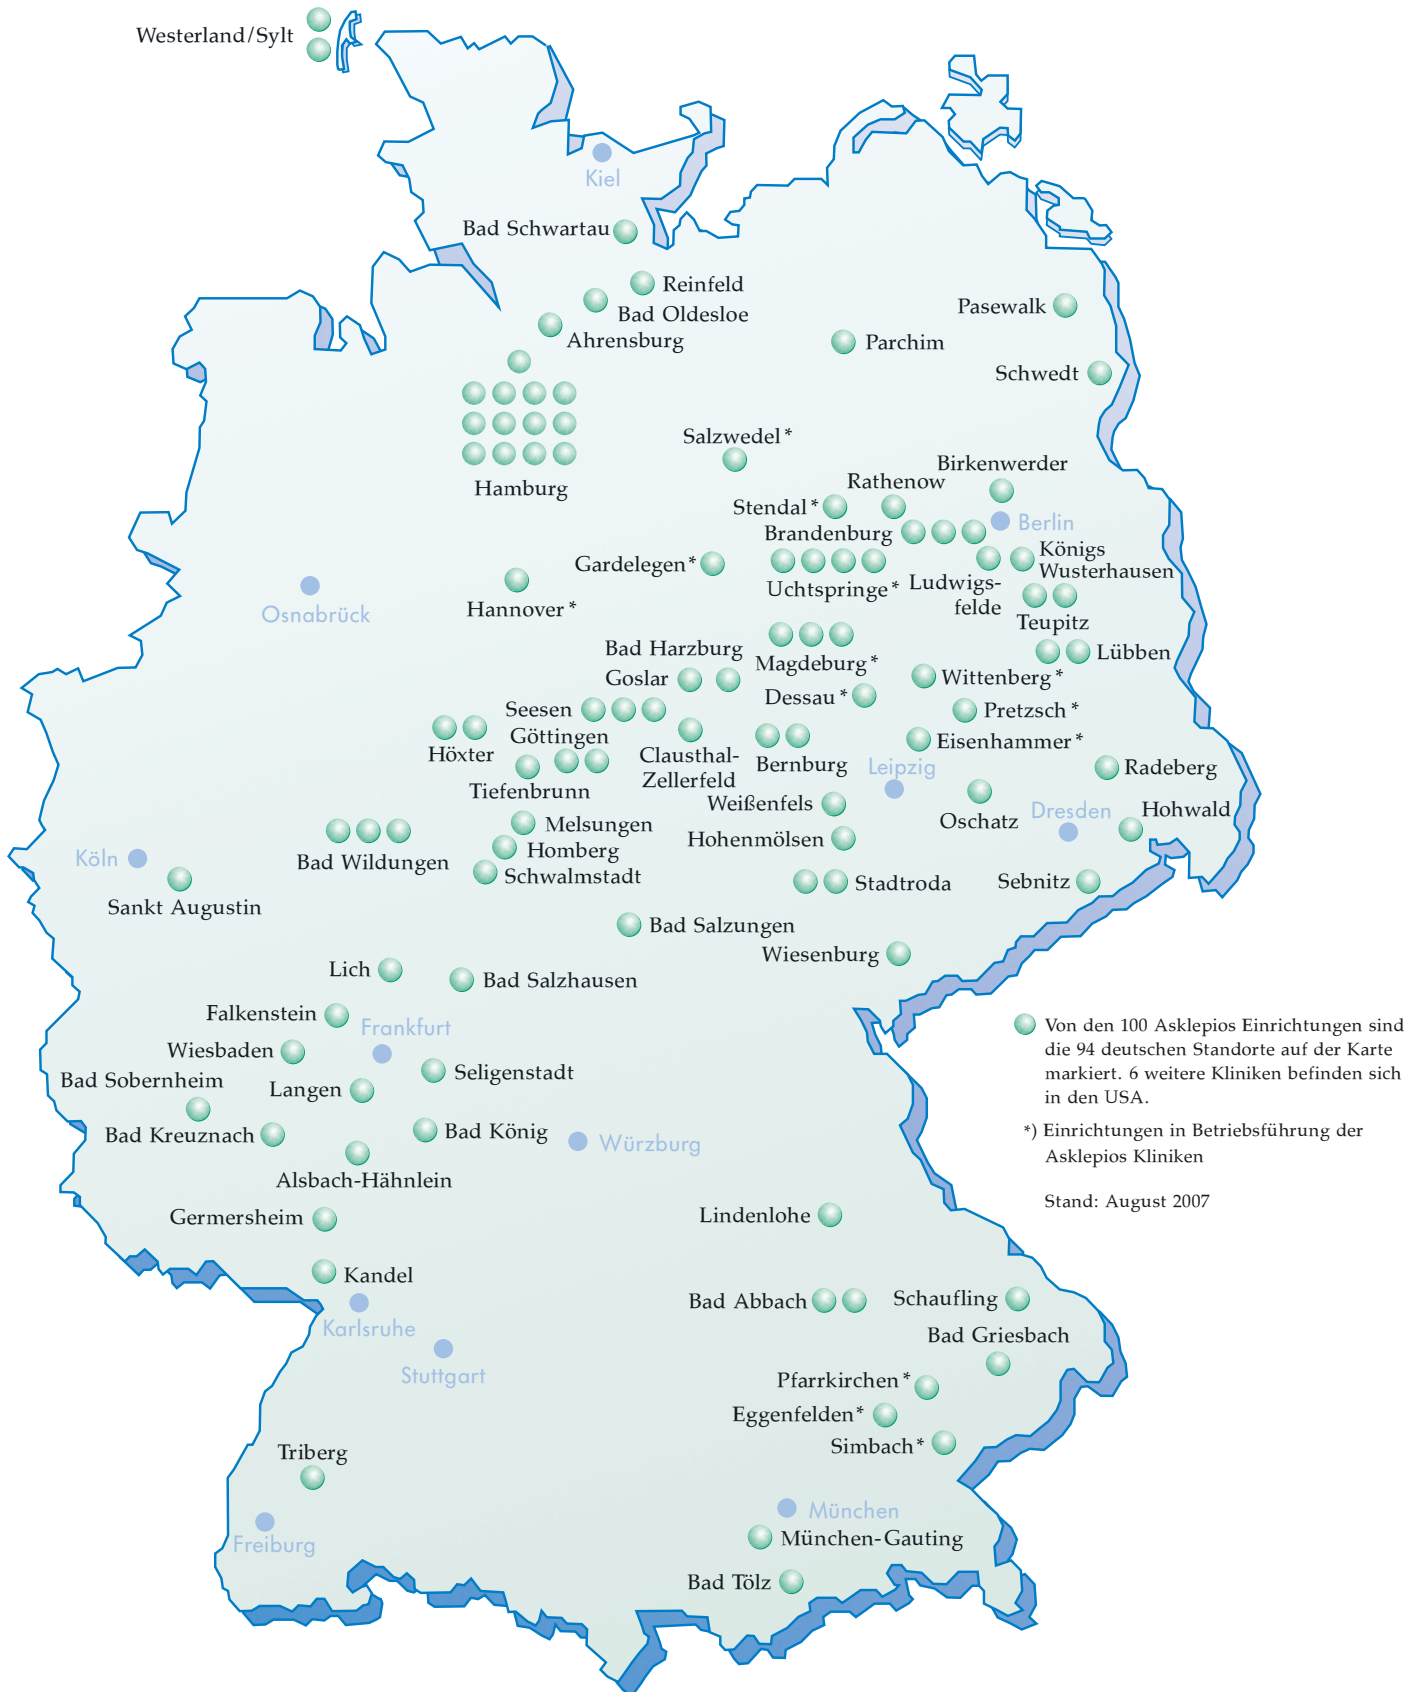 Westerland/Sylt
Kiel
Bad Schwartau
Reinfeld
Bad Oldesloe
Ahrensburg
Pasewalk
Parchim
Schwedt
Salzwedel*
Hamburg
Birkenwerder
Rathenow
Stendal*
Berlin
Brandenburg
Gardelegen*
Königs
Wusterhausen
Uchtspringe*
Ludwigs-
felde
Osnabrück
Hannover*
Teupitz
Bad Harzburg
Magdeburg*
Lübben
Goslar
Wittenberg*
Dessau*
Seesen
Pretzsch*
Göttingen
Höxter
Clausthal-
Zellerfeld
Eisenhammer*
Bernburg
Leipzig
Radeberg
Tiefenbrunn
Weißenfels
Oschatz
Dresden
Hohwald
Melsungen
Hohenmölsen
Homberg
Köln
Bad Wildungen
Schwalmstadt
Stadtroda
Sebnitz
Sankt Augustin
Bad Salzungen
Wiesenburg
Lich
Bad Salzhausen
Falkenstein
Frankfurt
Wiesbaden
Seligenstadt
Bad Sobernheim
Langen
Bad Kreuznach
Bad König
Würzburg
Alsbach-Hähnlein
Von den 100 Asklepios Einrichtungen sind
die 94 deutschen Standorte auf der Karte
markiert. 6 weitere Kliniken befinden sich
in den USA.
*) Einrichtungen in Betriebsführung der
Asklepios Kliniken
Stand: August 2007
Germersheim
Lindenlohe
Kandel
Bad Abbach
Schaufling
Karlsruhe
Bad Griesbach
Stuttgart
Pfarrkirchen*
Eggenfelden*
Simbach*
Triberg
München
Freiburg
München-Gauting
Bad Tölz